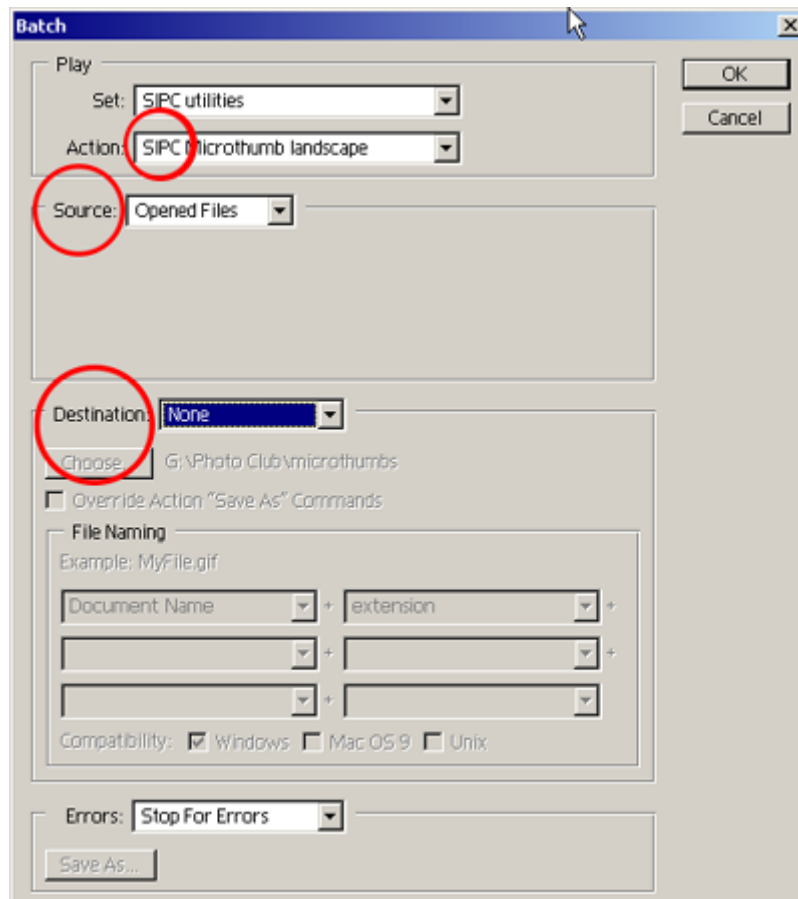 Batch
Play
OK
Set: SIPC utilities
Cancel
Action: SIPC Microthumb landscape
Source: Opened Files
Destination: None
Choose... G:\Photo Club\microthumbs
Override Action "Save As" Commands
File Naming
Example: MyFile.gif
Document Name + extension +
+ +
+
Compatibility: Windows Mac OS 9 Unix
Errors: Stop For Errors
Save As...